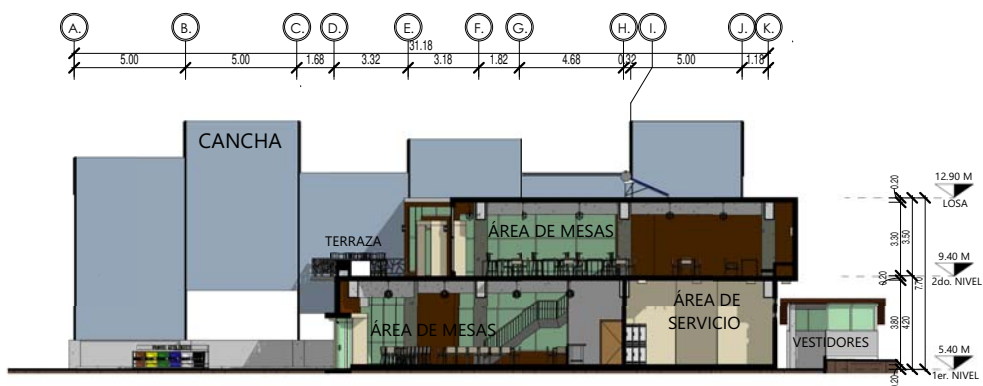 A. B. C. D. E. F. G. H. I. J. K.
31.18
5.00 5.00 1.68 3.32 3.18 1.82 4.68 0.32 5.00 1.18
CANCHA
TERRAZA
ÁREA DE MESAS
ÁREA DE MESAS
ÁREA DE
SERVICIO
VESTIDORES
12.90 M
LOSA
9.40 M
2do. NIVEL
5.40 M
1er. NIVEL
0.20
3.30
3.50
0.20
7.70
3.80
4.20